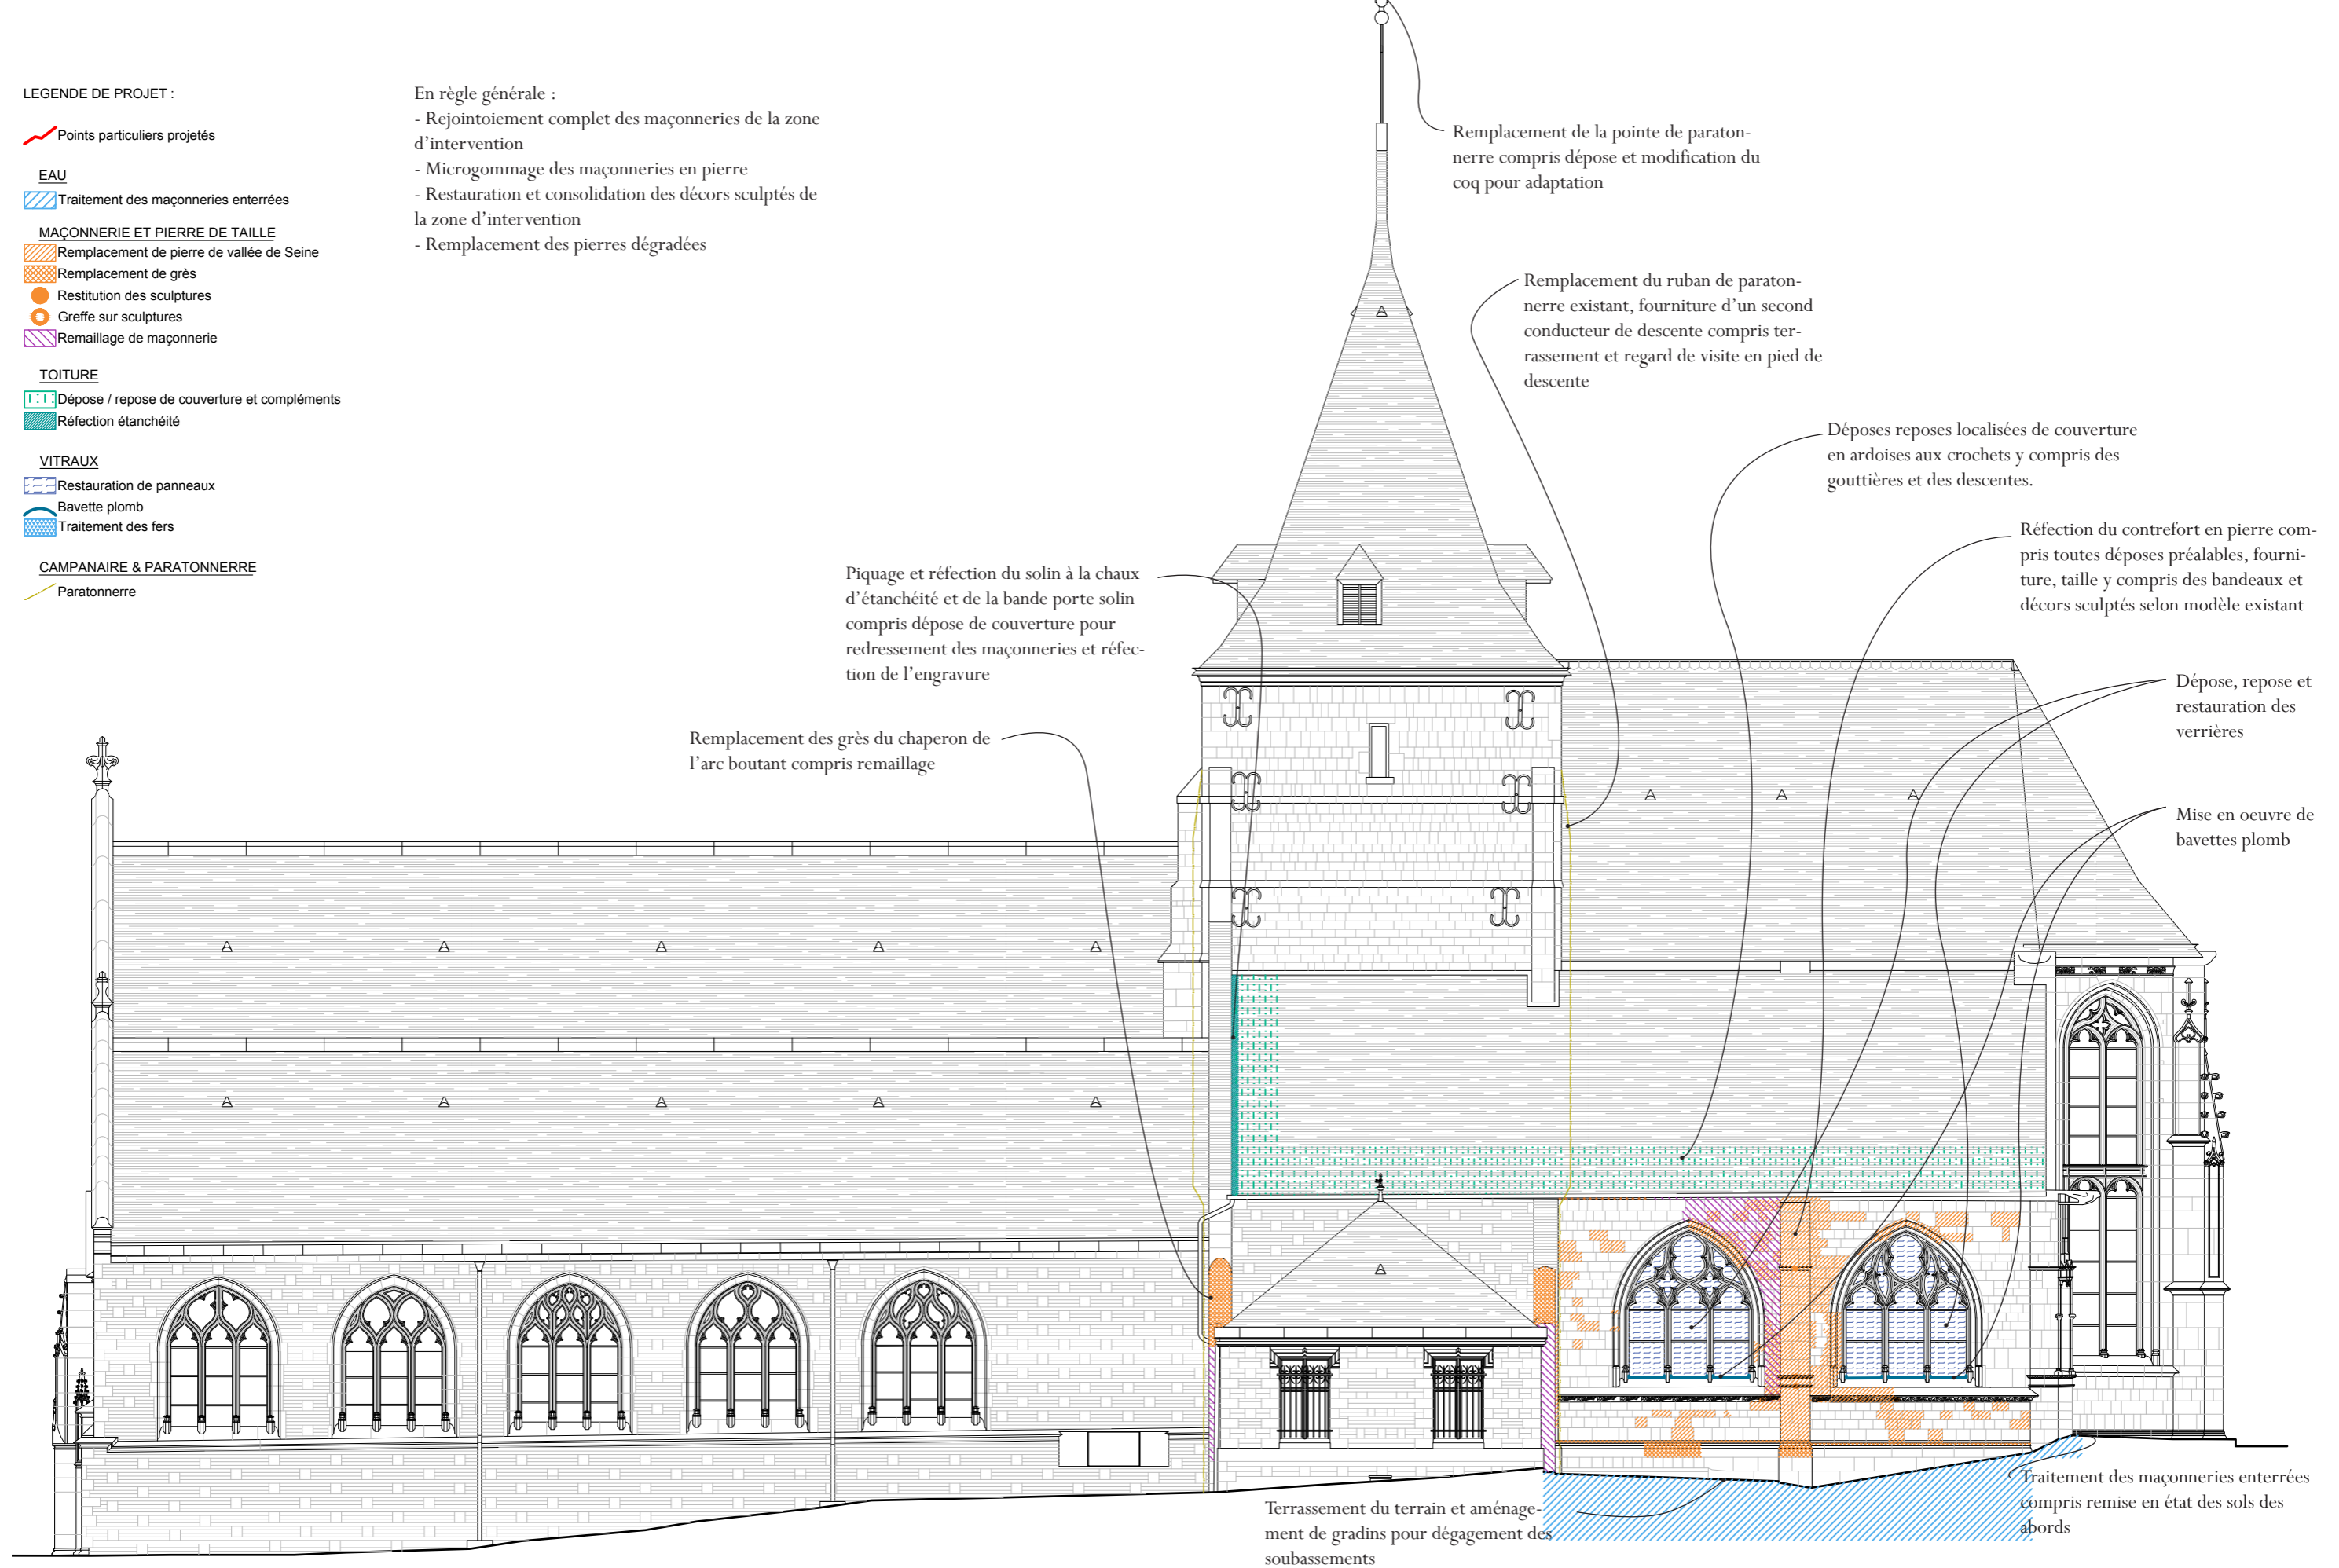 LEGENDE DE PROJET :
Points particuliers projetés
EAU
Traitement des maçonneries enterrées
MAÇONNERIE ET PIERRE DE TAILLE
Remplacement de pierre de vallée de Seine
Remplacement de grès
Restitution des sculptures
Greffe sur sculptures
Remaillage de maçonnerie
TOITURE
Dépose / repose de couverture et compléments
Réfection étanchéité
VITRAUX
Restauration de panneaux
Bavette plomb
Traitement des fers
CAMPANAIRE & PARATONNERRE
Paratonnerre
En règle générale :
- Rejointoiement complet des maçonneries de la zone
d'intervention
- Microgommage des maçonneries en pierre
- Restauration et consolidation des décors sculptés de
la zone d'intervention
- Remplacement des pierres dégradées
Remplacement de la pointe de paraton-
nerre compris dépose et modification du
coq pour adaptation
Remplacement du ruban de paraton-
nerre existant, fourniture d'un second
conducteur de descente compris ter-
rassement et regard de visite en pied de
descente
Déposes reposes localisées de couverture
en ardoises aux crochets y compris des
gouttières et des descentes.
Réfection du contrefort en pierre com-
pris toutes déposes préalables, fourni-
ture, taille y compris des bandeaux et
décors sculptés selon modèle existant
Piquage et réfection du solin à la chaux
d'étanchéité et de la bande porte solin
compris dépose de couverture pour
redressement des maçonneries et réfec-
tion de l'engravure
Dépose, repose et
restauration des
verrières
Remplacement des grès du chaperon de
l'arc boutant compris remaillage
Mise en oeuvre de
bavettes plomb
Traitement des maçonneries enterrées
compris remise en état des sols des
abords
Terrassement du terrain et aménage-
ment de gradins pour dégagement des
soubassements